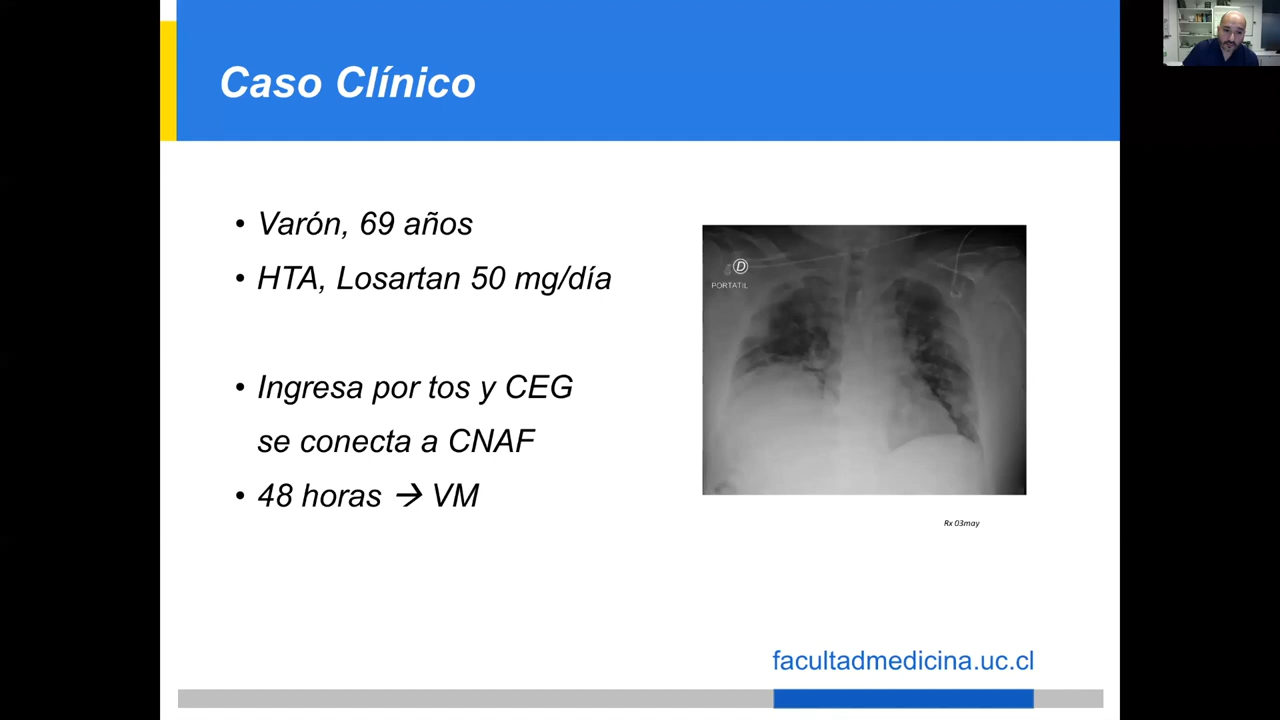 Caso Clínico
• Varón, 69 años
• HTA, Losartan 50 mg/día
• Ingresa por tos y CEG
se conecta a CNAF
• 48 horas → VM
D
PORTATIL
Rx 03may
facultadmedicina.uc.cl